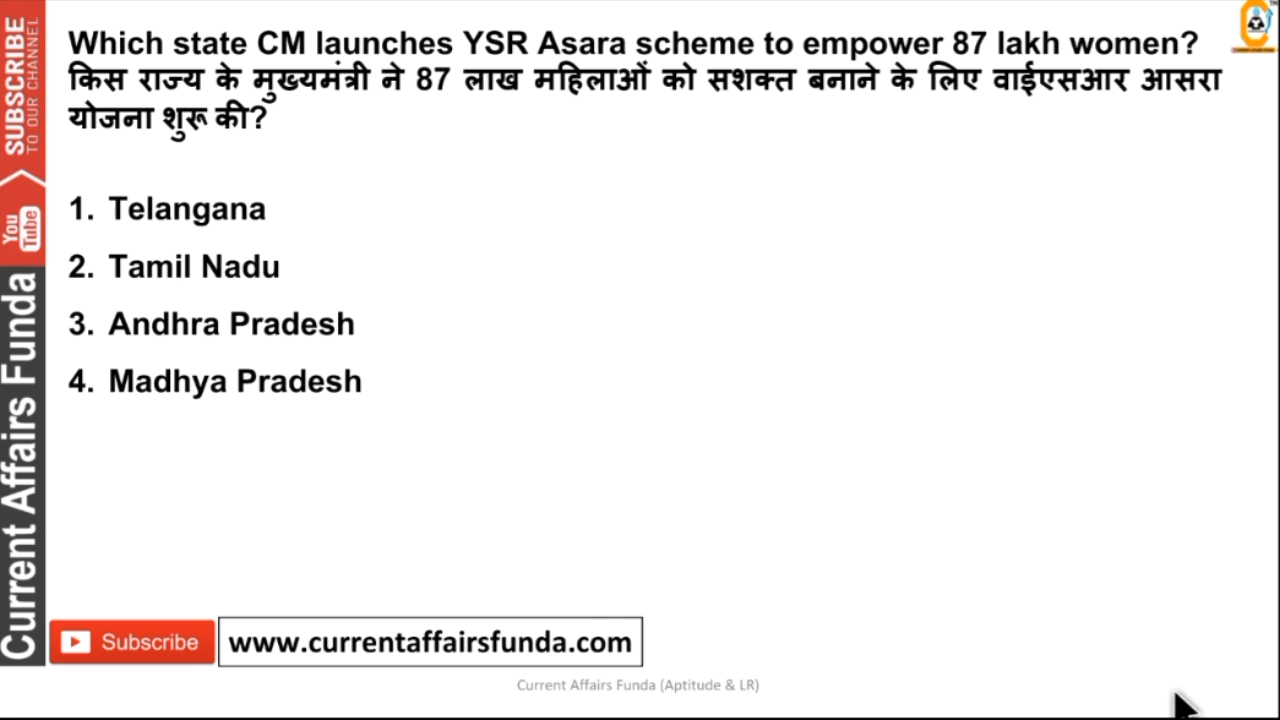 Which state CM launches YSR Asara scheme to empower 87 lakh women?
किस राज्य के मुख्यमंत्री ने 87 लाख महिलाओं को सशक्त बनाने के लिए वाईएसआर आसरा
योजना शुरू की?
1. Telangana
2. Tamil Nadu
3. Andhra Pradesh
4. Madhya Pradesh
SUBSCRIBE
TO OUR CHANNEL
You Tube
Current Affairs Funda
Subscribe
www.currentaffairsfunda.com
Current Affairs Funda (Aptitude & LR)